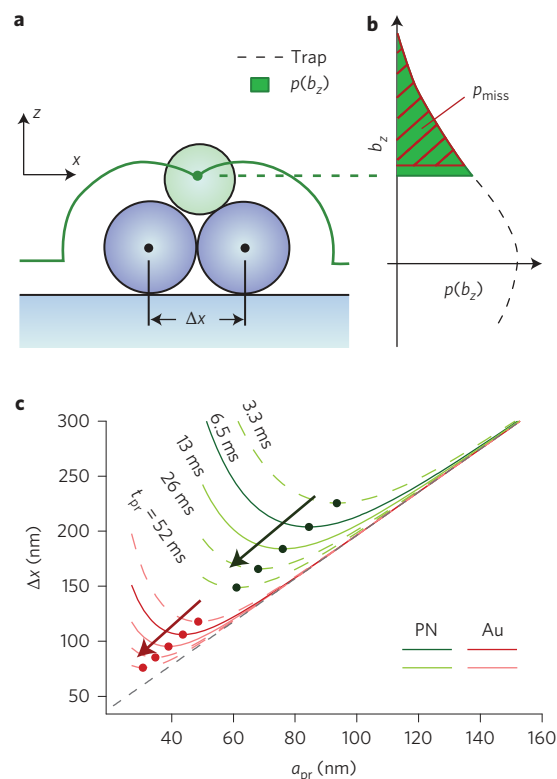 a
b
Trap
p(b_z)
z
x
Δx
b_z
p_miss
p(b_z)
c
300
250
200
150
100
50
Δx (nm)
3.3 ms
6.5 ms
13 ms
26 ms
t_pr = 52 ms
PN Au
40 60 80 100 120 140 160
a_pr (nm)